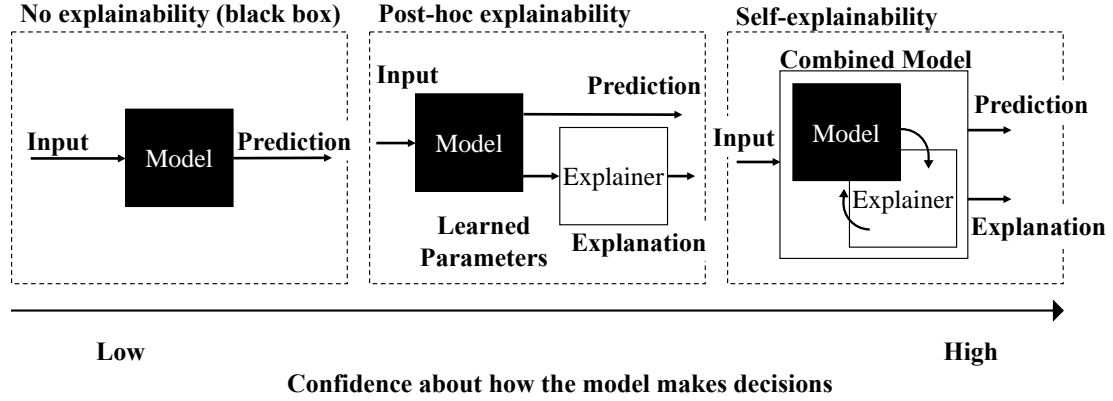 No explainability (black box)
Input
Model
Prediction
Post-hoc explainability
Input
Model
Prediction
Explainer
Learned
Parameters
Explanation
Self-explainability
Combined Model
Input
Model
Explainer
Prediction
Explanation
Low
High
Confidence about how the model makes decisions